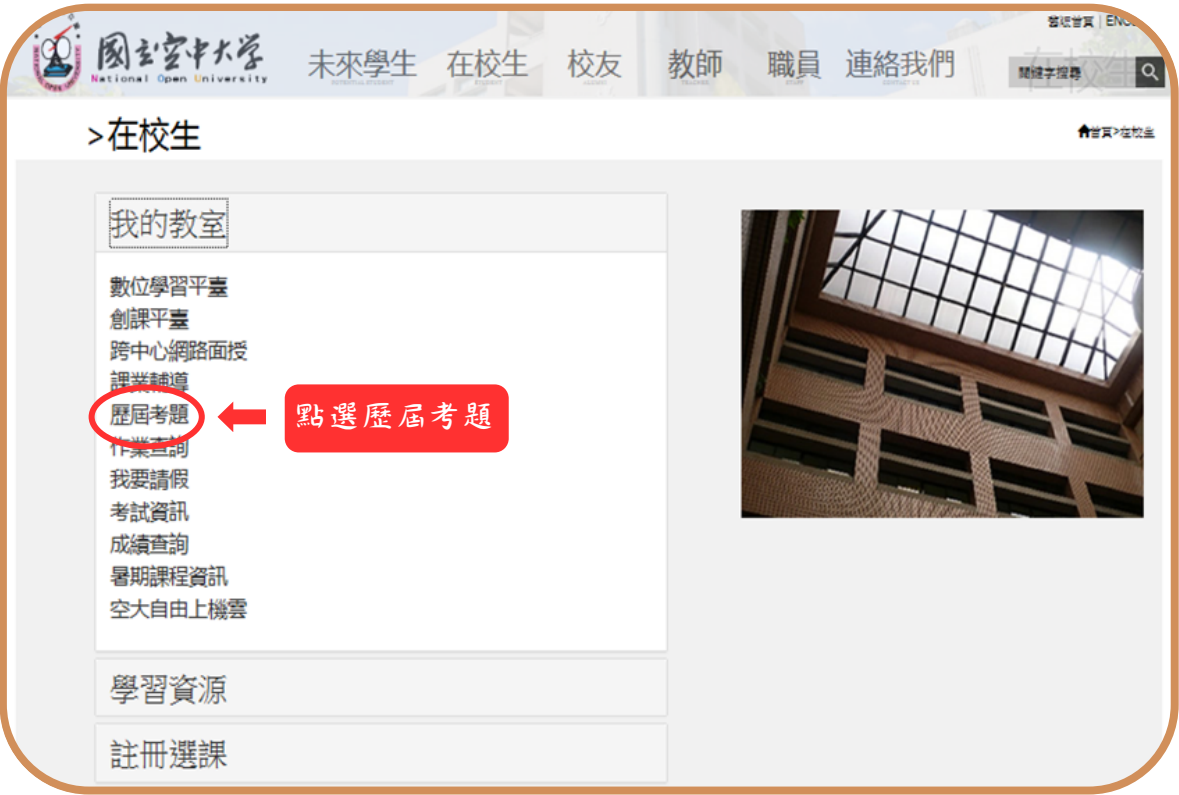 舊版首頁
國立空中大學
National Open University
未來學生 在校生 校友 教師 職員 連絡我們
關鍵字搜尋
>在校生
首頁>在校生
我的教室
數位學習平臺
創課平臺
跨中心網路面授
課業輔導
歷屆考題
點選歷屆考題
作業查詢
我要請假
考試資訊
成績查詢
暑期課程資訊
空大自由上機雲
學習資源
註冊選課